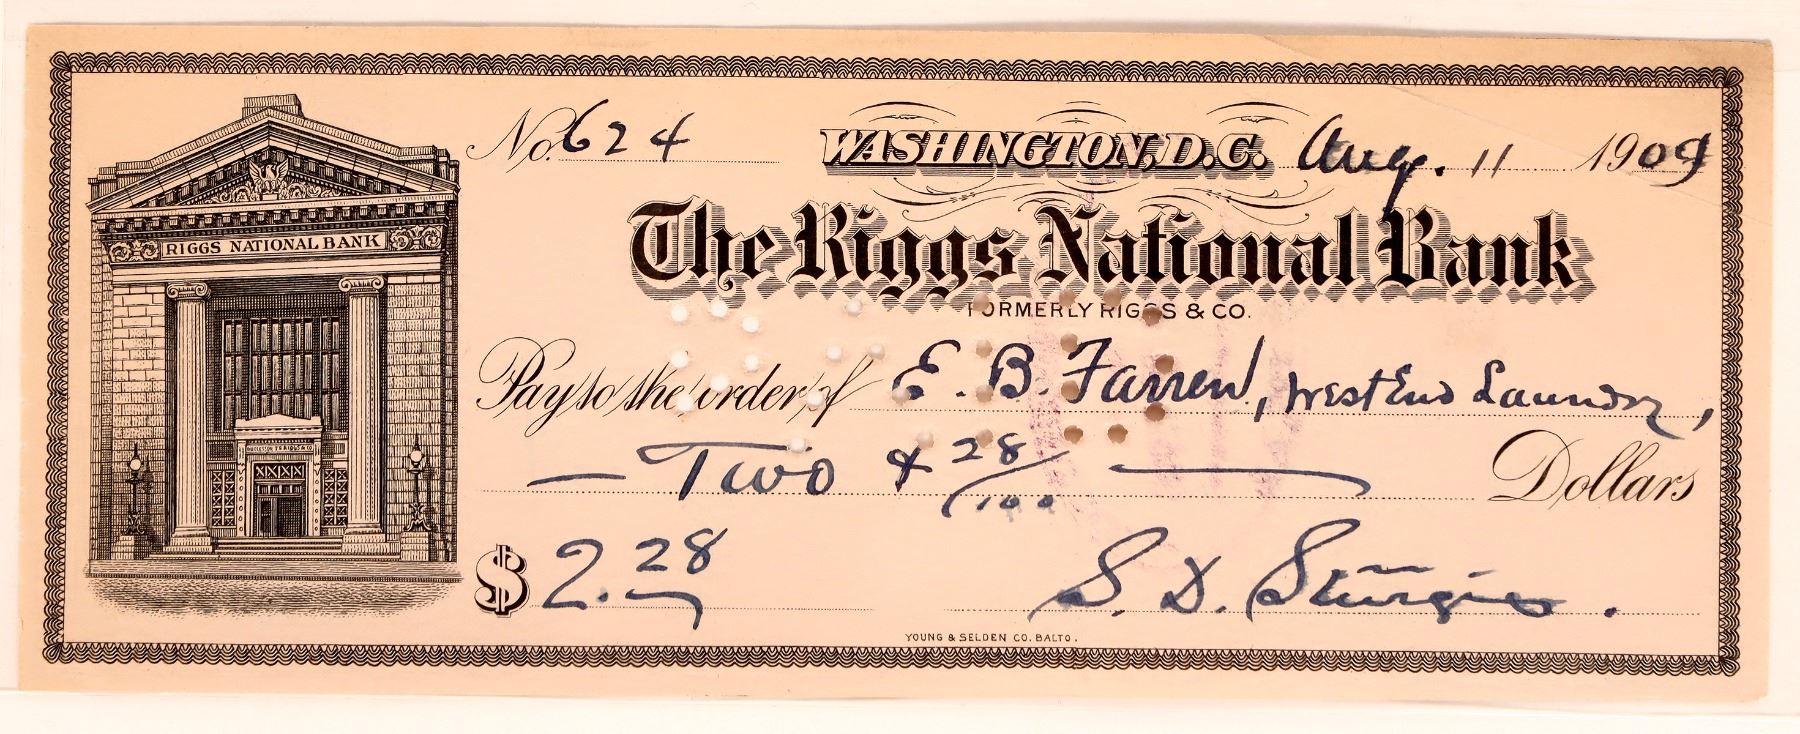 No. 624 WASHINGTON, D.C. Aug. 11 1909
The Riggs National Bank
FORMERLY RIGGS & CO.
RIGGS NATIONAL BANK
Pay to the order of E. B. Farren, West End Laundry,
— Two & 28/100 — Dollars
$ 2.28 S. D. Sturgis.
YOUNG & SELDEN CO. BALTO.